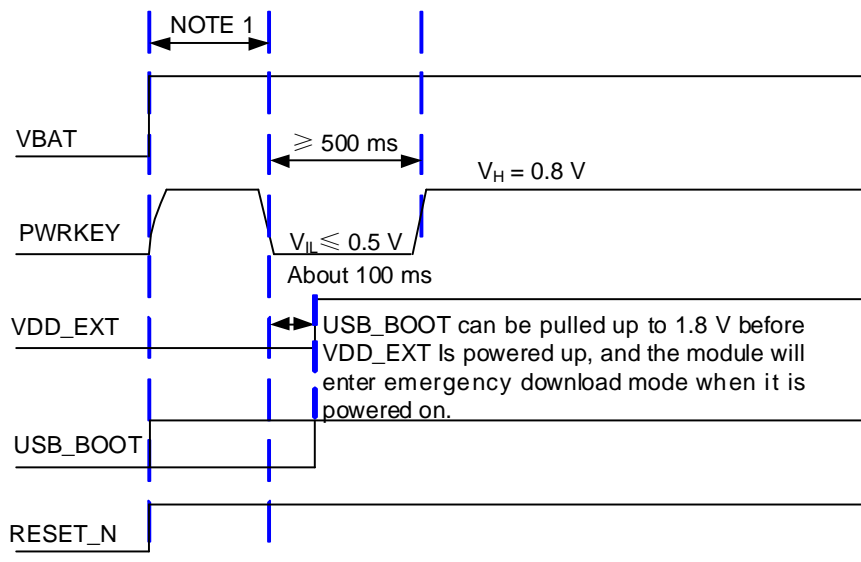 NOTE 1
VBAT
≥ 500 ms
V_H = 0.8 V
PWRKEY
V_IL ≤ 0.5 V
About 100 ms
VDD_EXT
USB_BOOT can be pulled up to 1.8 V before
VDD_EXT Is powered up, and the module will
enter emergency download mode when it is
powered on.
USB_BOOT
RESET_N